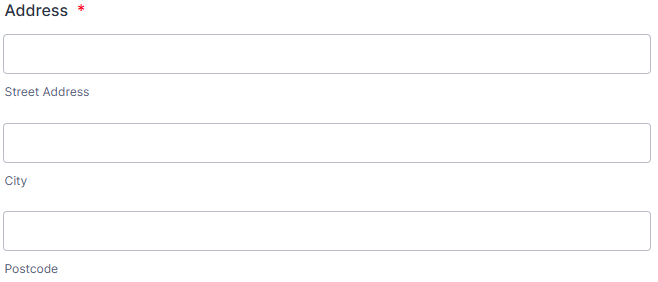 Address *
Street Address
City
Postcode